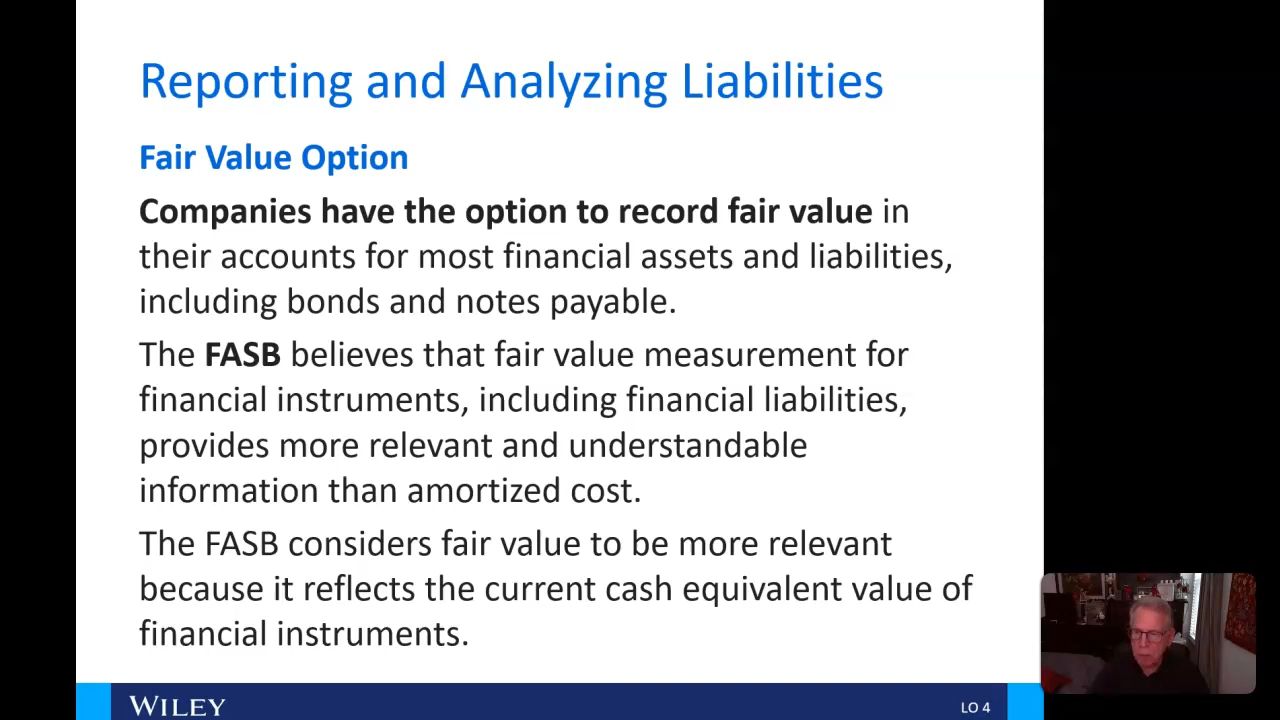 Reporting and Analyzing Liabilities
Fair Value Option
Companies have the option to record fair value in
their accounts for most financial assets and liabilities,
including bonds and notes payable.
The FASB believes that fair value measurement for
financial instruments, including financial liabilities,
provides more relevant and understandable
information than amortized cost.
The FASB considers fair value to be more relevant
because it reflects the current cash equivalent value of
financial instruments.
WILEY
LO 4